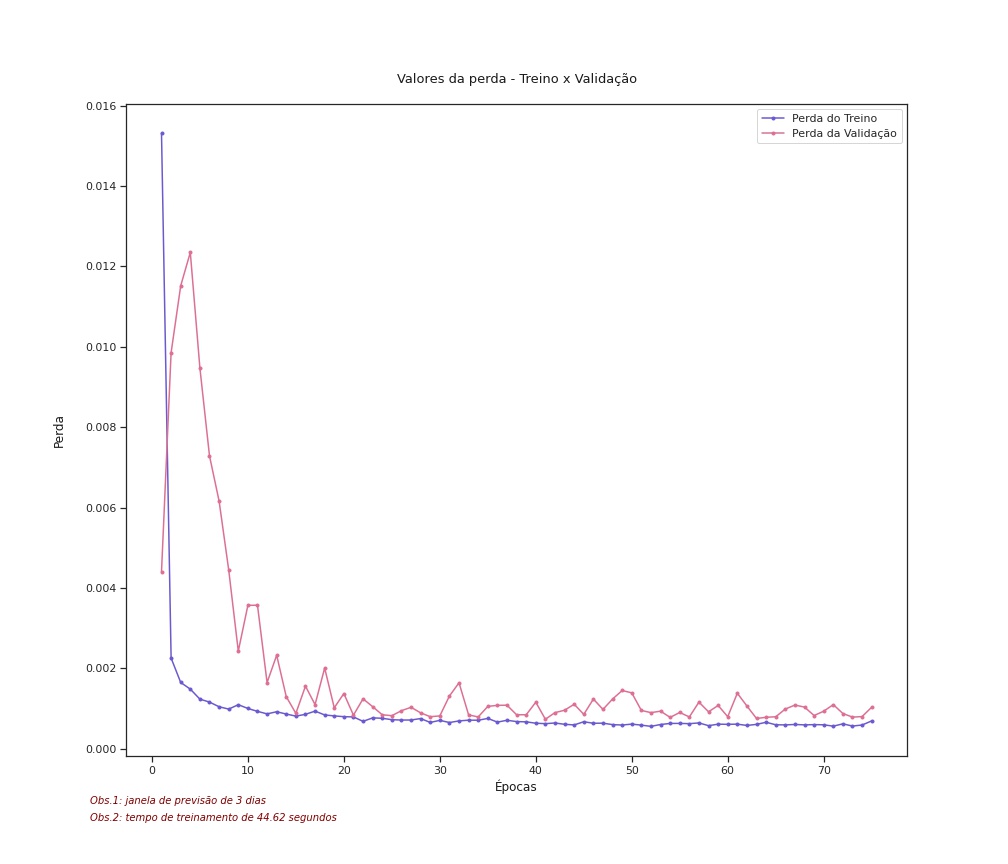 Valores da perda - Treino x Validação
Perda do Treino
Perda da Validação
0.016
0.014
0.012
0.010
0.008
0.006
0.004
0.002
0.000
Perda
0 10 20 30 40 50 60 70
Épocas
Obs.1: janela de previsão de 3 dias
Obs.2: tempo de treinamento de 44.62 segundos